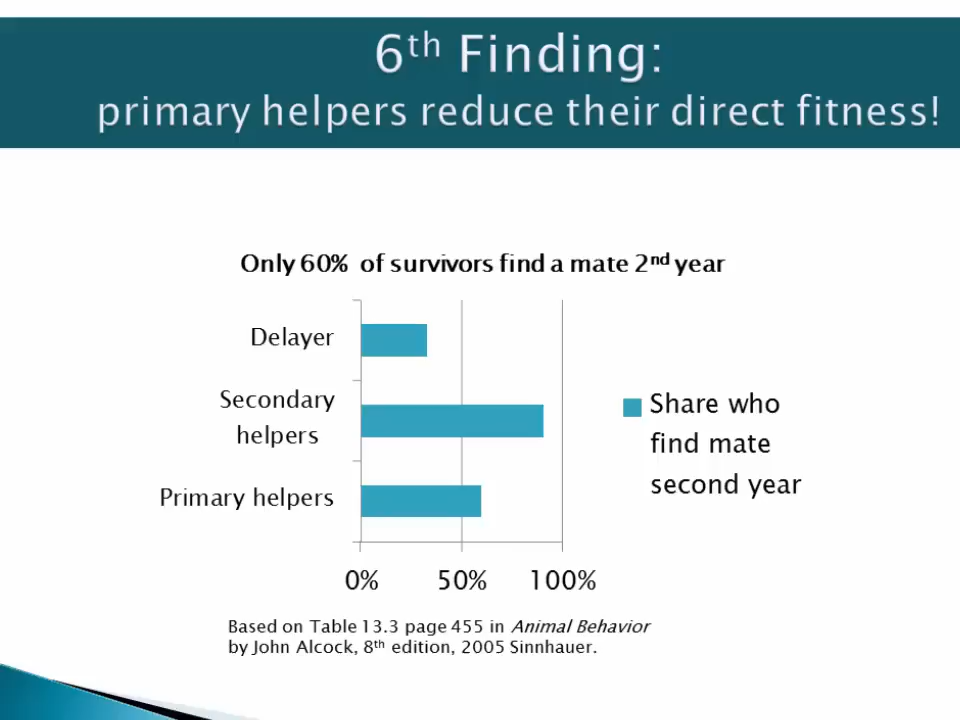 6th Finding:
primary helpers reduce their direct fitness!
Only 60% of survivors find a mate 2nd year
Delayer
Secondary
helpers
Primary helpers
0% 50% 100%
Share who
find mate
second year
Based on Table 13.3 page 455 in Animal Behavior
by John Alcock, 8th edition, 2005 Sinnhauer.